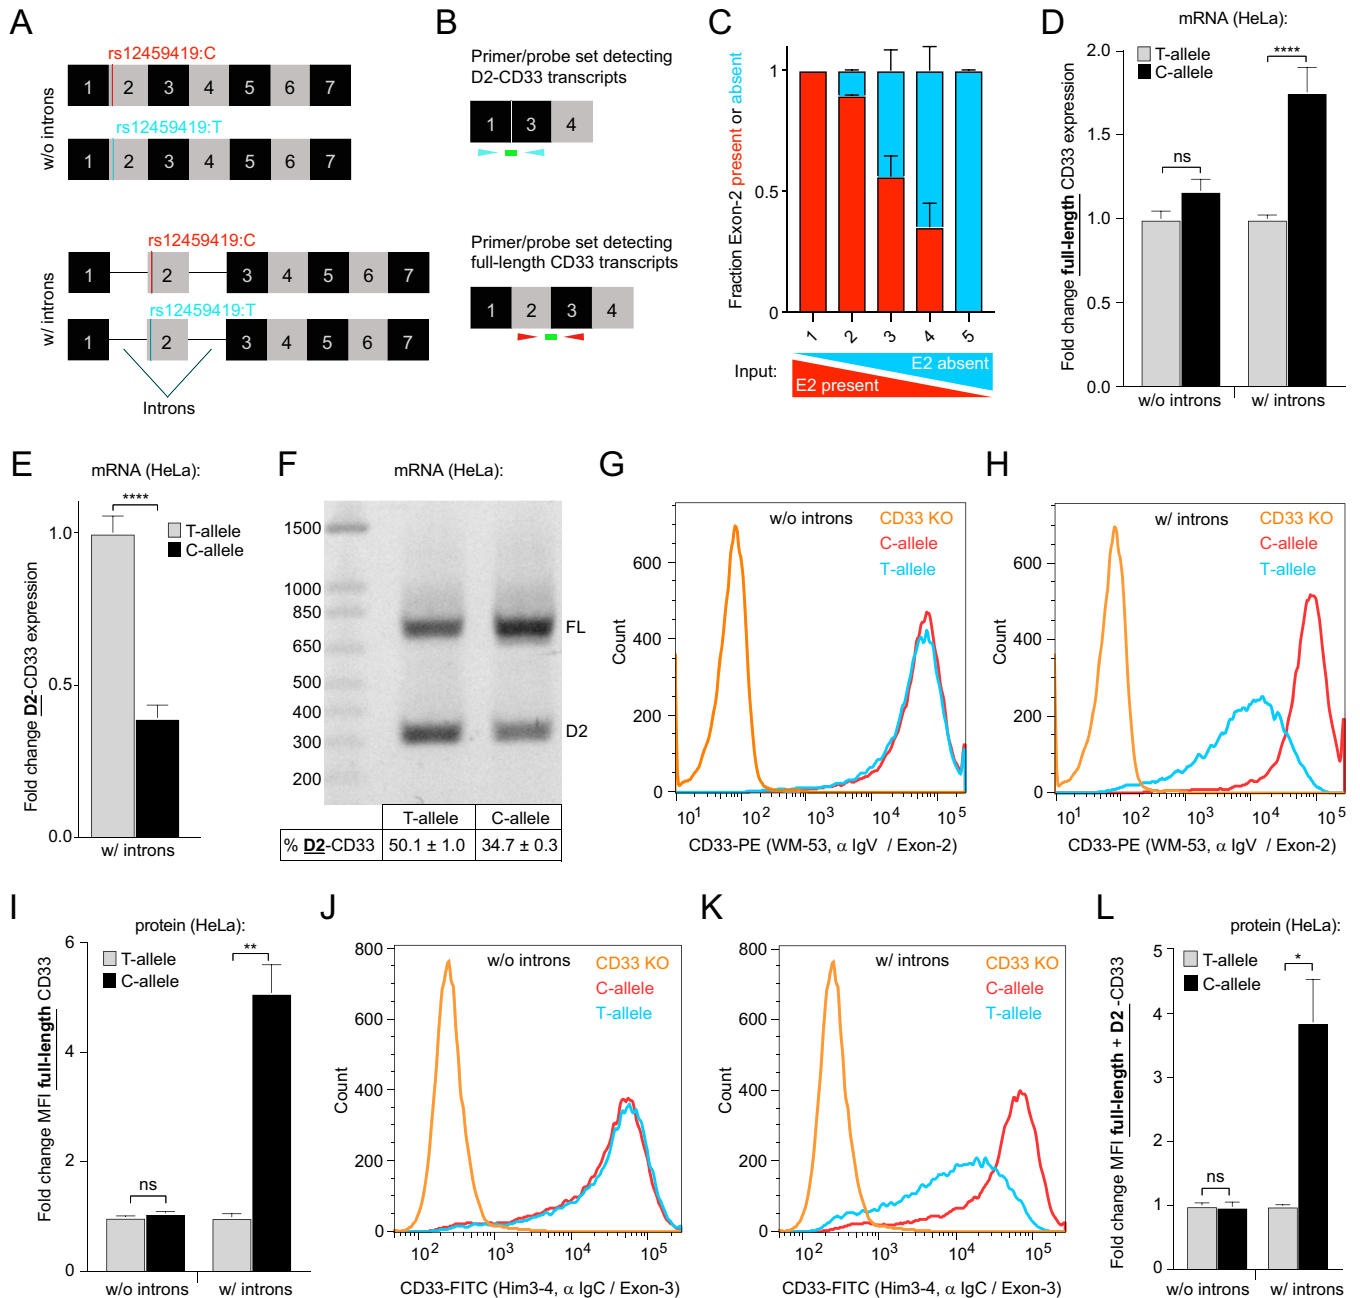 A
rs12459419:C
w/o introns
1 2 3 4 5 6 7
rs12459419:T
1 2 3 4 5 6 7
rs12459419:C
w/ introns
1 2 3 4 5 6 7
rs12459419:T
1 2 3 4 5 6 7
Introns
B
Primer/probe set detecting
D2-CD33 transcripts
1 3 4
Primer/probe set detecting
full-length CD33 transcripts
1 2 3 4
C
Fraction Exon-2 present or absent
1
0.5
0
1 2 3 4 5
Input:
E2 absent
E2 present
D
mRNA (HeLa):
T-allele
C-allele
Fold change full-length CD33 expression
2.0
1.5
1.0
0.5
0.0
ns
****
w/o introns
w/ introns
E
mRNA (HeLa):
****
T-allele
C-allele
Fold change D2-CD33 expression
1.0
0.5
0.0
w/ introns
F
mRNA (HeLa):
1500
1000
850
650
500
400
300
200
FL
D2
T-allele C-allele
% D2-CD33 50.1 ± 1.0 34.7 ± 0.3
G
w/o introns
CD33 KO
C-allele
T-allele
Count
600
400
200
0
10¹ 10² 10³ 10⁴ 10⁵
CD33-PE (WM-53, α IgV / Exon-2)
H
w/ introns
CD33 KO
C-allele
T-allele
Count
600
400
200
0
10¹ 10² 10³ 10⁴ 10⁵
CD33-PE (WM-53, α IgV / Exon-2)
I
protein (HeLa):
T-allele
C-allele
Fold change MFI full-length CD33
6
4
2
0
ns
**
w/o introns
w/ introns
J
w/o introns
CD33 KO
C-allele
T-allele
Count
800
600
400
200
0
10² 10³ 10⁴ 10⁵
CD33-FITC (Him3-4, α IgC / Exon-3)
K
w/ introns
CD33 KO
C-allele
T-allele
Count
800
600
400
200
0
10² 10³ 10⁴ 10⁵
CD33-FITC (Him3-4, α IgC / Exon-3)
L
protein (HeLa):
T-allele
C-allele
Fold change MFI full-length + D2 -CD33
5
4
3
2
1
0
ns
*
w/o introns
w/ introns